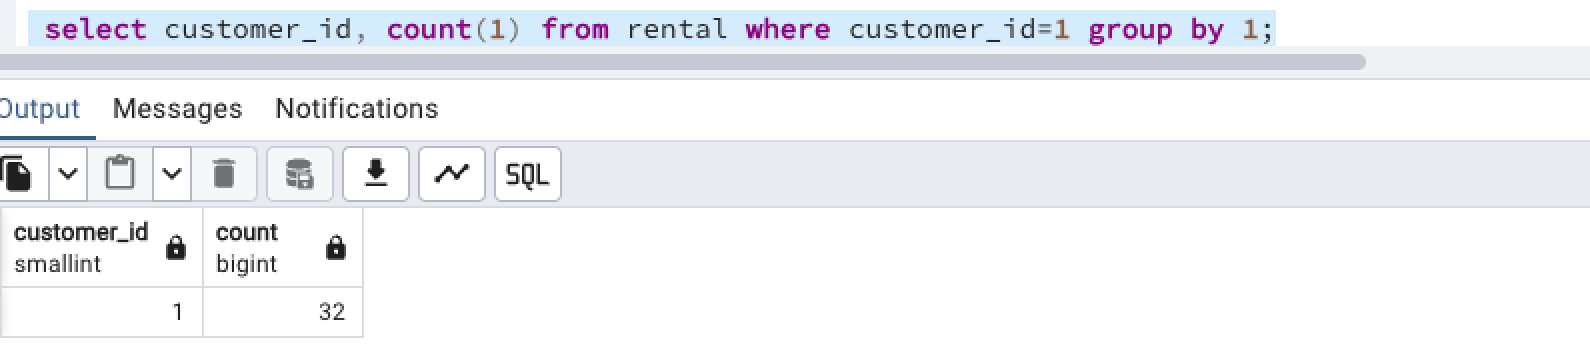 select customer_id, count(1) from rental where customer_id=1 group by 1;
Output Messages Notifications
SQL
customer_id count
smallint bigint
1 32